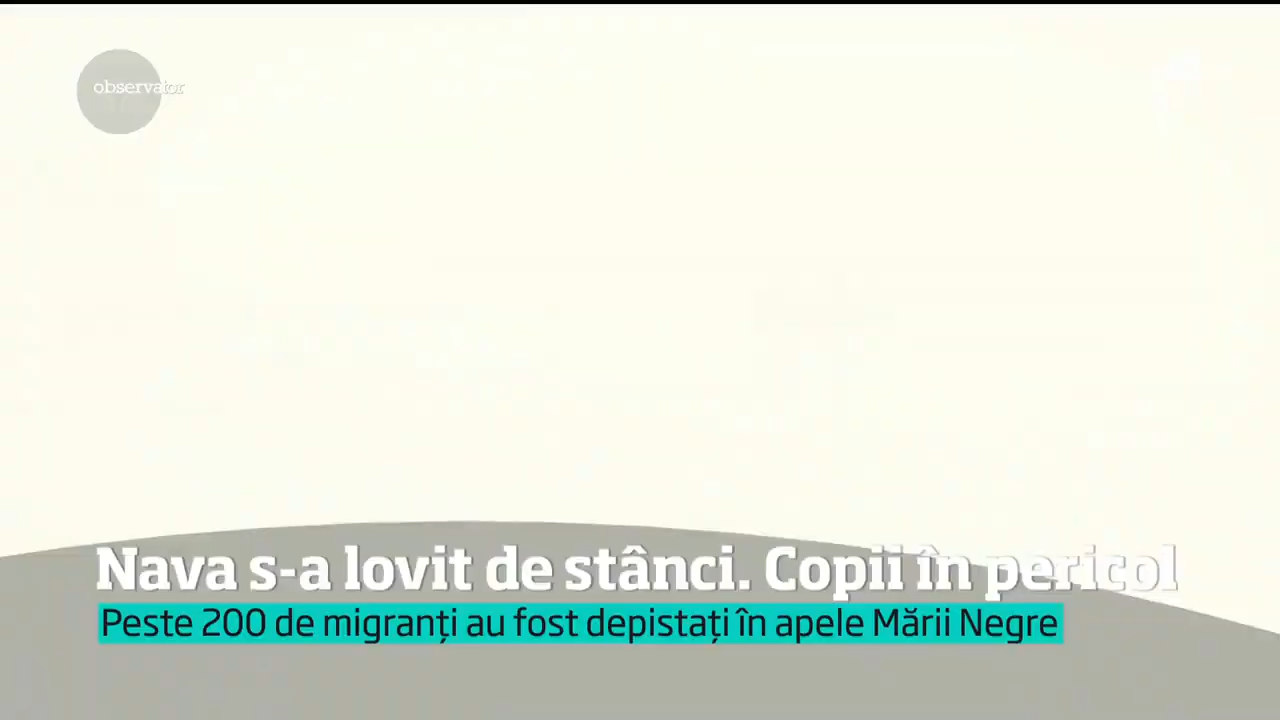 observator
Nava s-a lovit de stânci. Copii în pericol
Peste 200 de migranți au fost depistați în apele Mării Negre